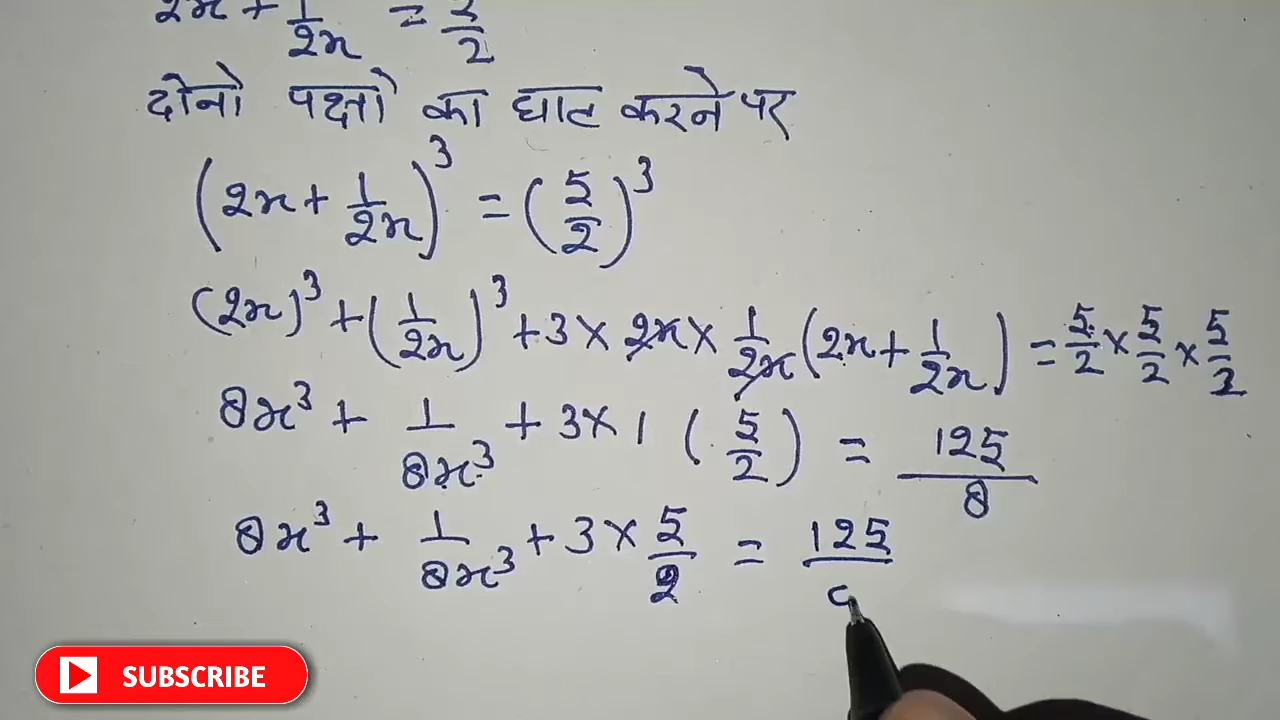 2x + 1/2x = 5/2
दोनो पक्षो का घात करने पर
(2x + 1/2x)³ = (5/2)³
(2x)³ + (1/2x)³ + 3 × 2x × 1/2x (2x + 1/2x) = 5/2 × 5/2 × 5/2
8x³ + 1/8x³ + 3 × 1 (5/2) = 125/8
8x³ + 1/8x³ + 3 × 5/2 = 125/
SUBSCRIBE